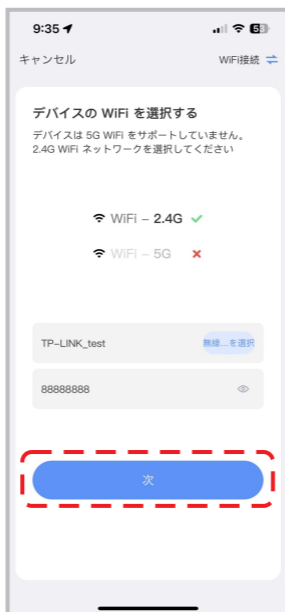 9:35
キャンセル
WiFi接続
デバイスの WiFi を選択する
デバイスは 5G WiFi をサポートしていません。
2.4G WiFi ネットワークを選択してください
WiFi – 2.4G
WiFi – 5G
TP-LINK_test
無線...を選択
88888888
次